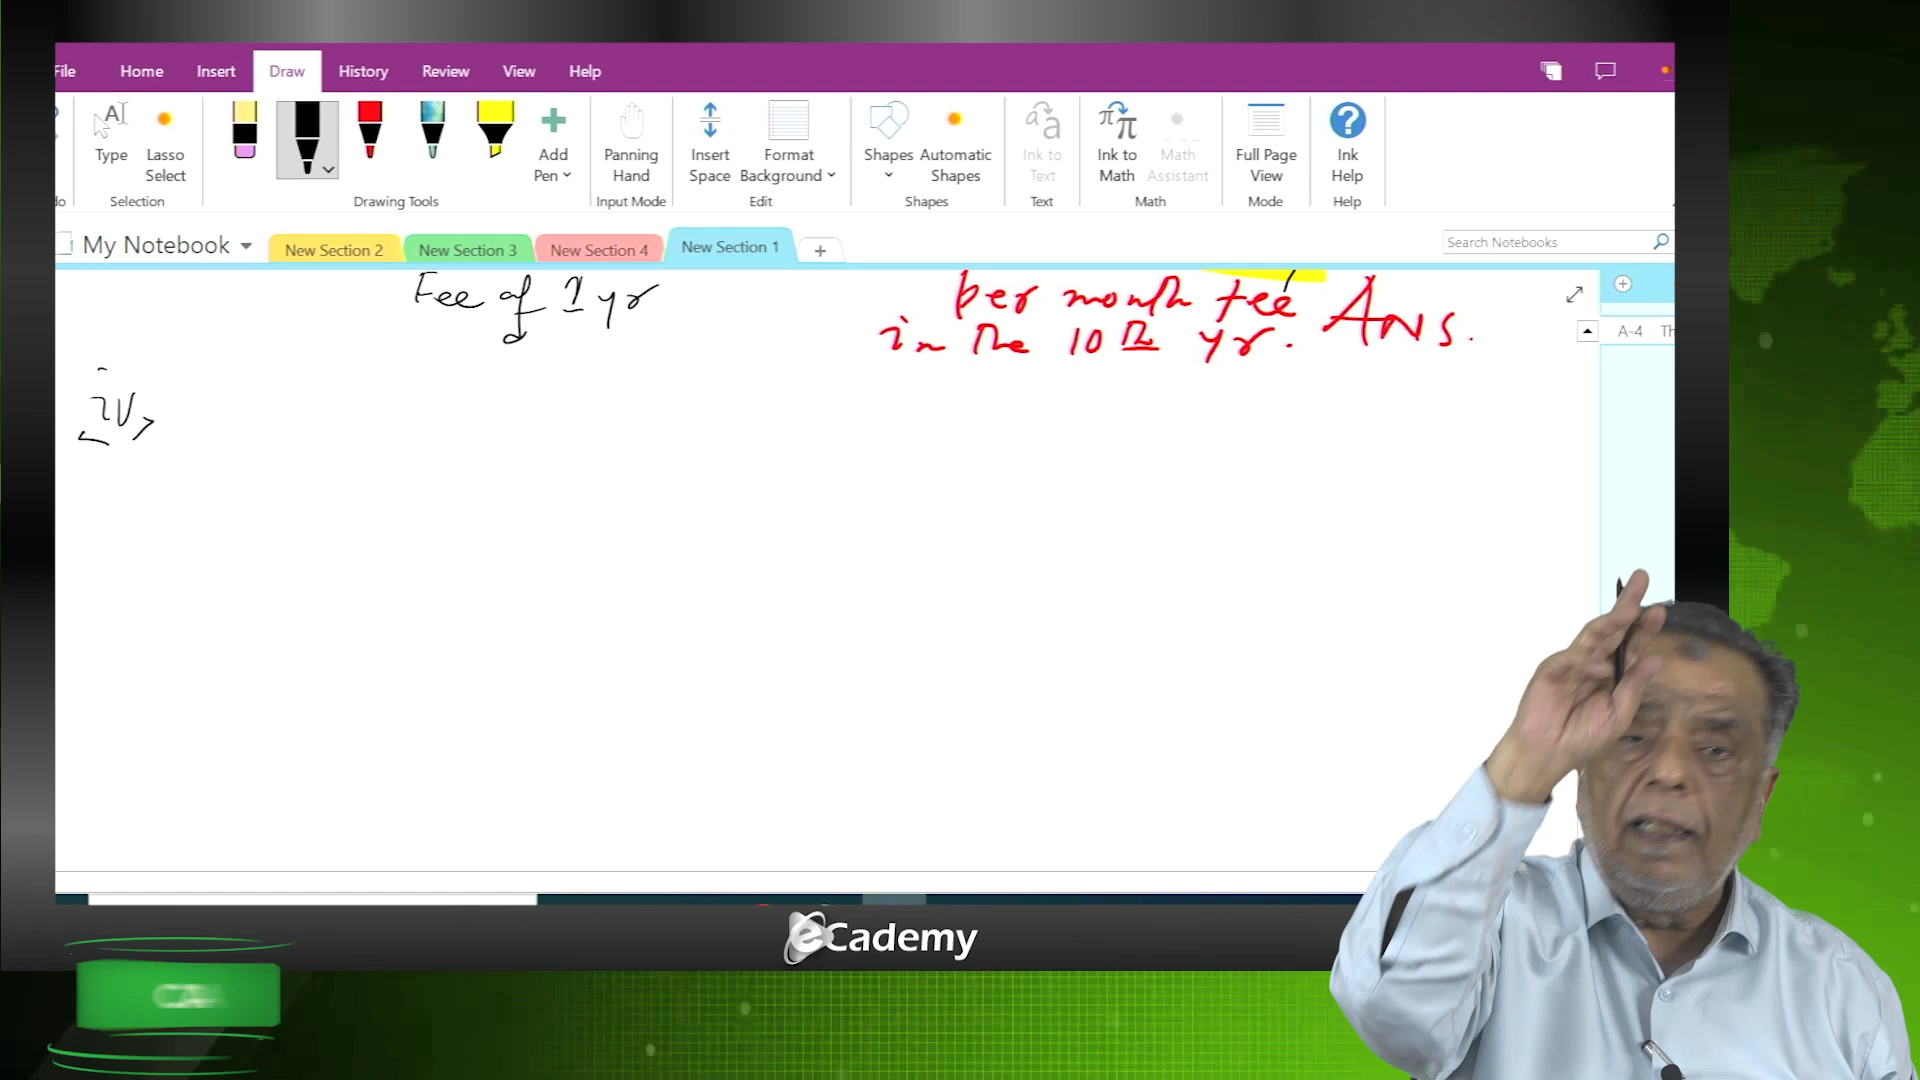 File Home Insert Draw History Review View Help
Type Lasso Select Add Pen Panning Hand Insert Space Format Background Shapes Automatic Shapes Ink to Text Ink to Math Math Assistant Full Page View Ink Help
Selection Drawing Tools Input Mode Edit Shapes Text Math Mode Help
My Notebook New Section 2 New Section 3 New Section 4 New Section 1 + Search Notebooks
Fee of 1 yr
per month fee
in the 10th yr. Ans.
A-4 Th
iv,
eCademy